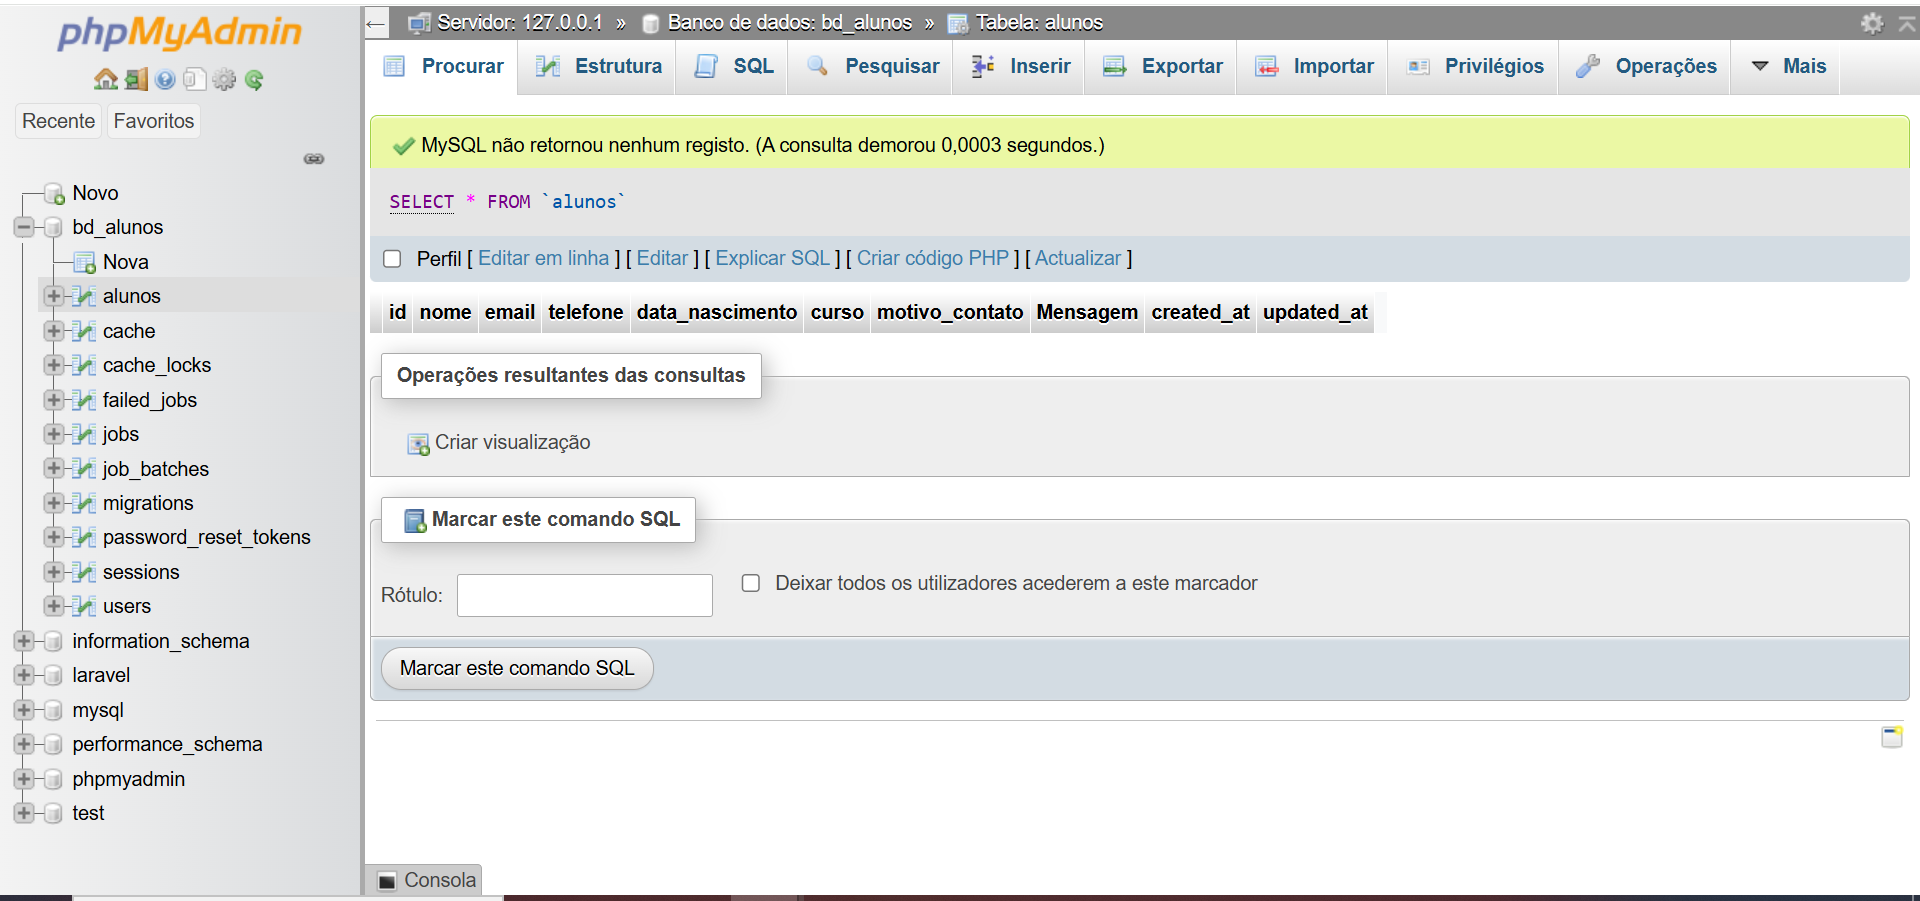 phpMyAdmin
Recente Favoritos
Novo
bd_alunos
Nova
alunos
cache
cache_locks
failed_jobs
jobs
job_batches
migrations
password_reset_tokens
sessions
users
information_schema
laravel
mysql
performance_schema
phpmyadmin
test
Servidor: 127.0.0.1 » Banco de dados: bd_alunos » Tabela: alunos
Procurar Estrutura SQL Pesquisar Inserir Exportar Importar Privilégios Operações Mais
MySQL não retornou nenhum registo. (A consulta demorou 0,0003 segundos.)
SELECT * FROM `alunos`
Perfil [ Editar em linha ] [ Editar ] [ Explicar SQL ] [ Criar código PHP ] [ Actualizar ]
id nome email telefone data_nascimento curso motivo_contato Mensagem created_at updated_at
Operações resultantes das consultas
Criar visualização
Marcar este comando SQL
Rótulo: Deixar todos os utilizadores acederem a este marcador
Marcar este comando SQL
Consola